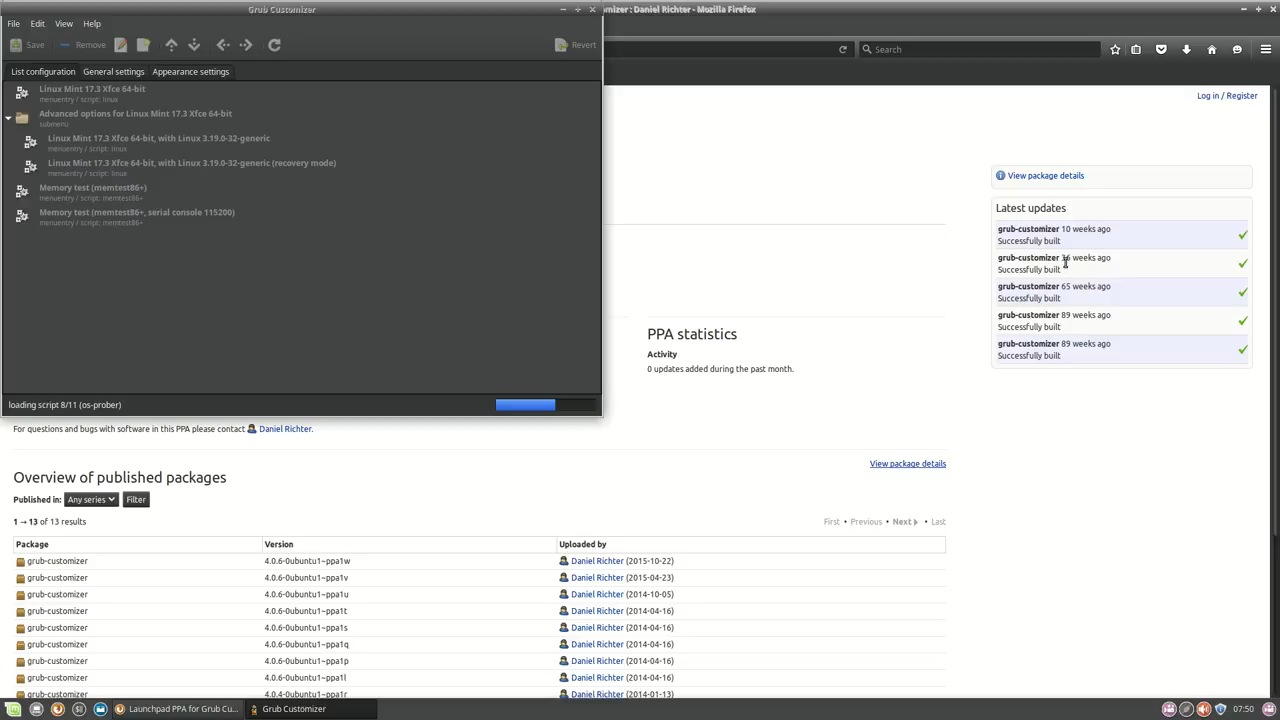 Grub Customizer
File Edit View Help
Save Remove Revert
List configuration General settings Appearance settings
Linux Mint 17.3 Xfce 64-bit
menuentry / script: linux
Advanced options for Linux Mint 17.3 Xfce 64-bit
submenu
Linux Mint 17.3 Xfce 64-bit, with Linux 3.19.0-32-generic
menuentry / script: linux
Linux Mint 17.3 Xfce 64-bit, with Linux 3.19.0-32-generic (recovery mode)
menuentry / script: linux
Memory test (memtest86+)
menuentry / script: memtest86+
Memory test (memtest86+, serial console 115200)
menuentry / script: memtest86+
loading script 8/11 (os-prober)
mizer : Daniel Richter - Mozilla Firefox
Search
Log in / Register
View package details
Latest updates
grub-customizer 10 weeks ago
Successfully built
grub-customizer 36 weeks ago
Successfully built
grub-customizer 65 weeks ago
Successfully built
grub-customizer 89 weeks ago
Successfully built
grub-customizer 89 weeks ago
Successfully built
PPA statistics
Activity
0 updates added during the past month.
For questions and bugs with software in this PPA please contact Daniel Richter.
View package details
Overview of published packages
Published in: Any series Filter
1 → 13 of 13 results First • Previous • Next • Last
Package Version Uploaded by
grub-customizer 4.0.6-0ubuntu1~ppa1w Daniel Richter (2015-10-22)
grub-customizer 4.0.6-0ubuntu1~ppa1v Daniel Richter (2015-04-23)
grub-customizer 4.0.6-0ubuntu1~ppa1u Daniel Richter (2014-10-05)
grub-customizer 4.0.6-0ubuntu1~ppa1t Daniel Richter (2014-04-16)
grub-customizer 4.0.6-0ubuntu1~ppa1s Daniel Richter (2014-04-16)
grub-customizer 4.0.6-0ubuntu1~ppa1q Daniel Richter (2014-04-16)
grub-customizer 4.0.6-0ubuntu1~ppa1p Daniel Richter (2014-04-16)
grub-customizer 4.0.6-0ubuntu1~ppa1l Daniel Richter (2014-04-16)
grub-customizer 4.0.4-0ubuntu1~ppa1r Daniel Richter (2014-01-13)
Launchpad PPA for Grub Cu... Grub Customizer 07:50